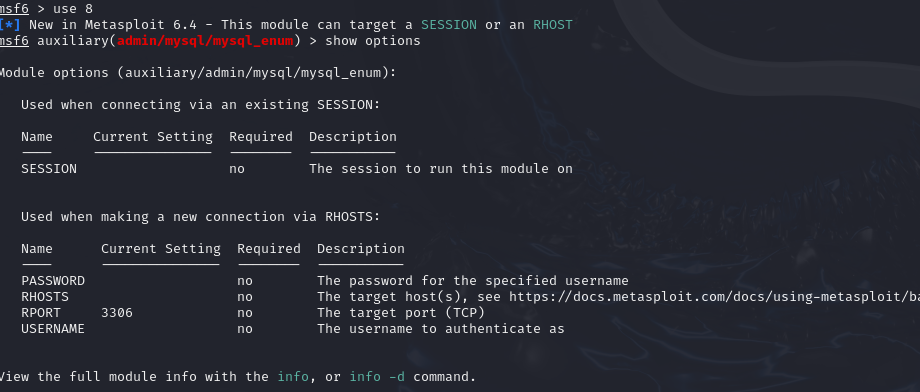 msf6 > use 8
[*] New in Metasploit 6.4 - This module can target a SESSION or an RHOST
msf6 auxiliary(admin/mysql/mysql_enum) > show options
Module options (auxiliary/admin/mysql/mysql_enum):
Used when connecting via an existing SESSION:
Name Current Setting Required Description
SESSION no The session to run this module on
Used when making a new connection via RHOSTS:
Name Current Setting Required Description
PASSWORD no The password for the specified username
RHOSTS no The target host(s), see https://docs.metasploit.com/docs/using-metasploit/ba
RPORT 3306 no The target port (TCP)
USERNAME no The username to authenticate as
View the full module info with the info, or info -d command.